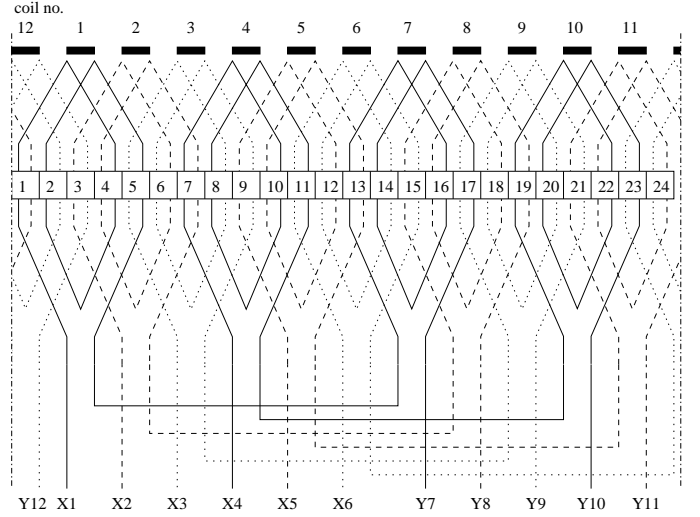 coil no.
12 1 2 3 4 5 6 7 8 9 10 11
1 2 3 4 5 6 7 8 9 10 11 12 13 14 15 16 17 18 19 20 21 22 23 24
Y12 X1 X2 X3 X4 X5 X6 Y7 Y8 Y9 Y10 Y11